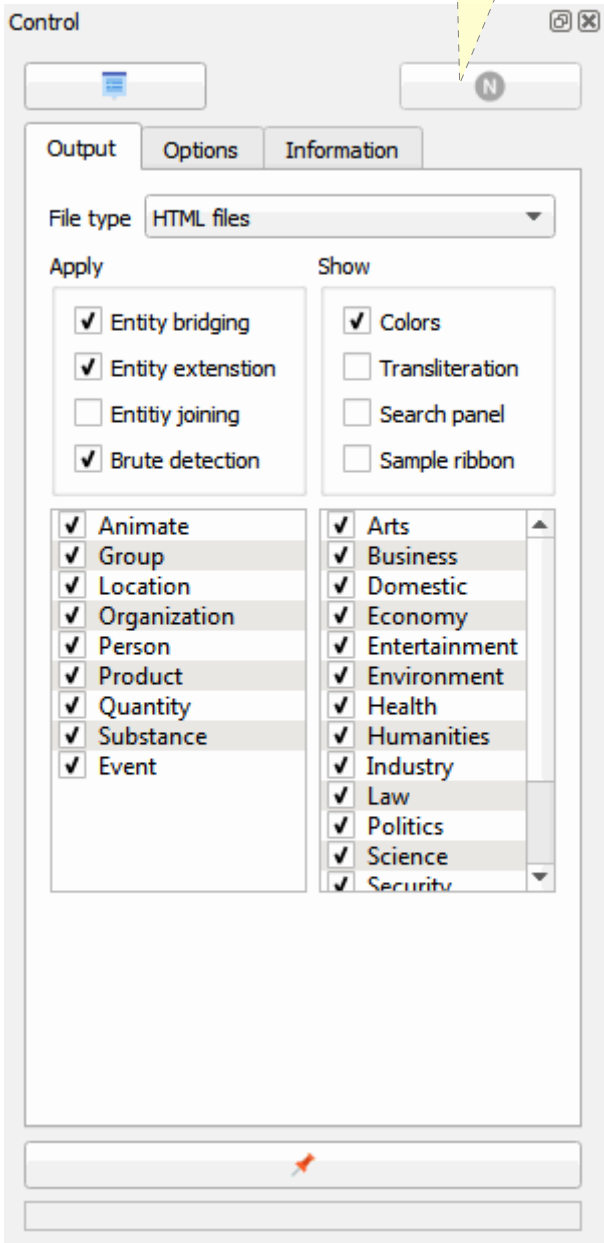 Control
N
Output Options Information
File type HTML files
Apply
Entity bridging
Entity extenstion
Entitiy joining
Brute detection
Show
Colors
Transliteration
Search panel
Sample ribbon
Animate
Group
Location
Organization
Person
Product
Quantity
Substance
Event
Arts
Business
Domestic
Economy
Entertainment
Environment
Health
Humanities
Industry
Law
Politics
Science
Security